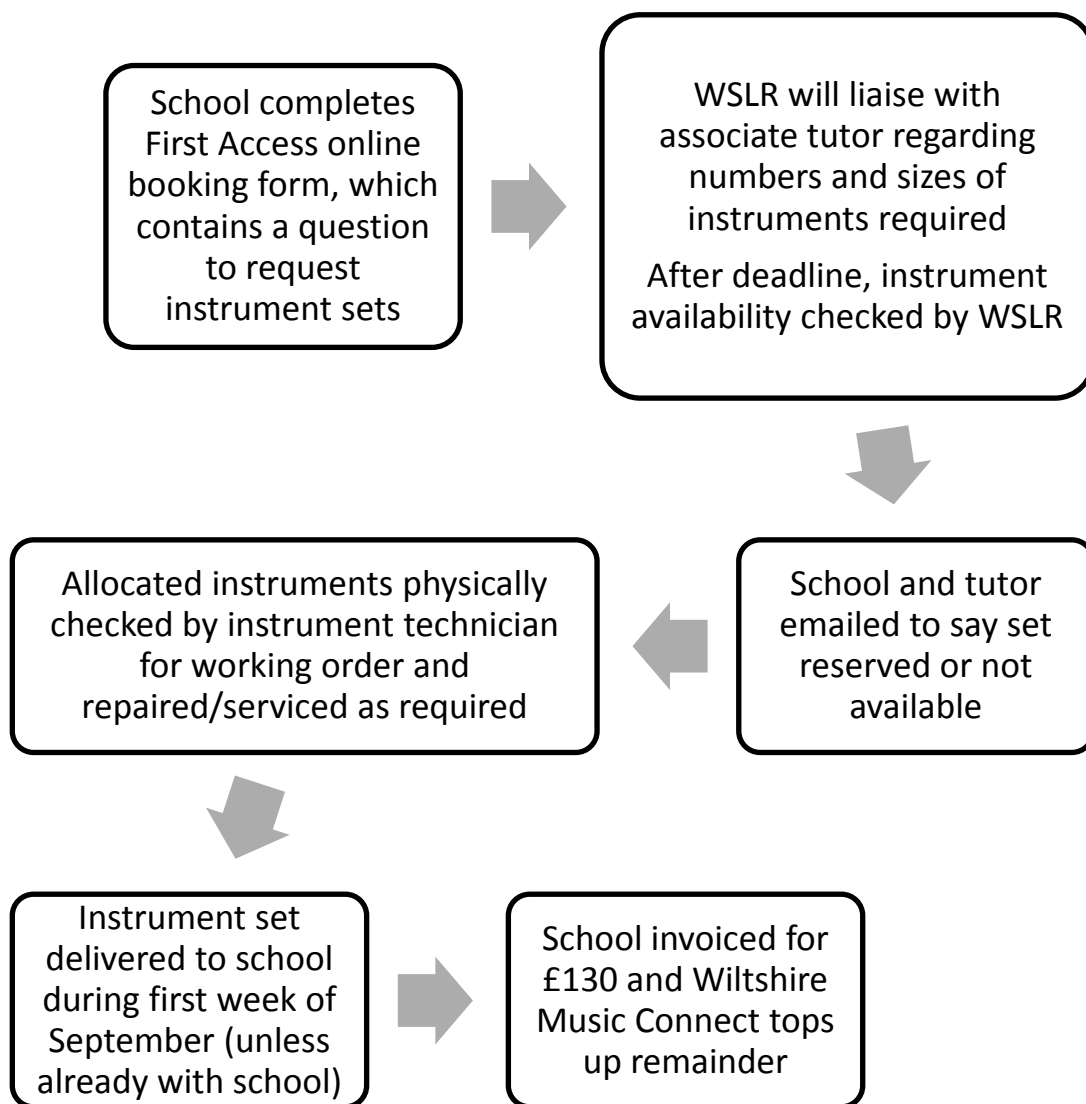 School completes
First Access online
booking form, which
contains a question
to request
instrument sets
WSLR will liaise with
associate tutor regarding
numbers and sizes of
instruments required
After deadline, instrument
availability checked by WSLR
School and tutor
emailed to say set
reserved or not
available
Allocated instruments physically
checked by instrument technician
for working order and
repaired/serviced as required
Instrument set
delivered to school
during first week of
September (unless
already with school)
School invoiced for
£130 and Wiltshire
Music Connect tops
up remainder